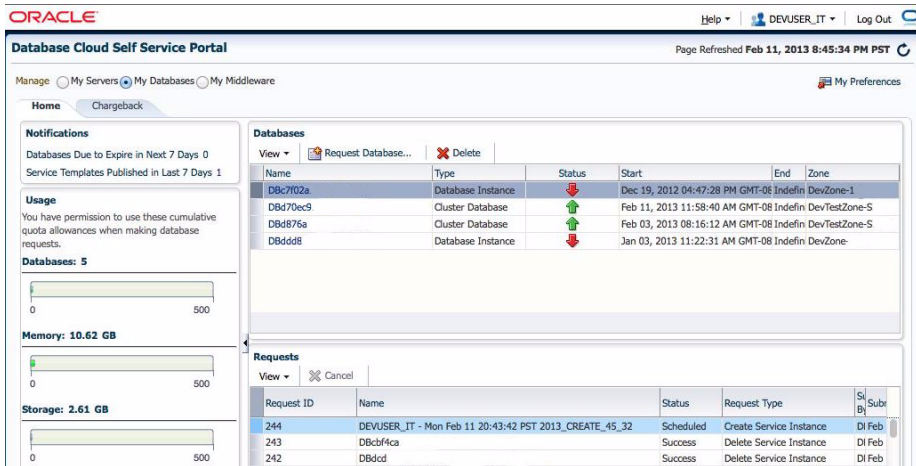 ORACLE
Help DEVUSER_IT Log Out
Database Cloud Self Service Portal
Page Refreshed Feb 11, 2013 8:45:34 PM PST
Manage My Servers My Databases My Middleware
My Preferences
Home Chargeback
Notifications
Databases Due to Expire in Next 7 Days 0
Service Templates Published in Last 7 Days 1
Usage
You have permission to use these cumulative
quota allowances when making database
requests.
Databases: 5
0 500
Memory: 10.62 GB
0 500
Storage: 2.61 GB
0 500
Databases
View Request Database... Delete
Name Type Status Start End Zone
DBc7f02a Database Instance Dec 19, 2012 04:47:28 PM GMT-08 Indefin DevZone-1
DBd70ec9 Cluster Database Feb 11, 2013 11:58:40 AM GMT-08 Indefin DevTestZone-S
DBd876a Cluster Database Feb 03, 2013 08:16:12 AM GMT-08 Indefin DevTestZone-S
DBddd8 Database Instance Jan 03, 2013 11:22:31 AM GMT-08 Indefin DevZone-
Requests
View Cancel
Request ID Name Status Request Type Su By Subr
244 DEVUSER_IT - Mon Feb 11 20:43:42 PST 2013_CREATE_45_32 Scheduled Create Service Instance Feb
243 DBcbf4ca Success Delete Service Instance Feb
242 DBdcd Success Delete Service Instance Feb